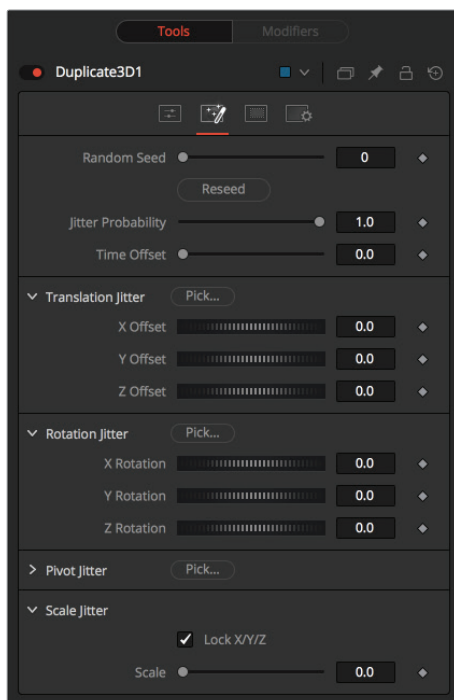 Tools Modifiers
Duplicate3D1
Random Seed 0
Reseed
Jitter Probability 1.0
Time Offset 0.0
Translation Jitter Pick...
X Offset 0.0
Y Offset 0.0
Z Offset 0.0
Rotation Jitter Pick...
X Rotation 0.0
Y Rotation 0.0
Z Rotation 0.0
Pivot Jitter Pick...
Scale Jitter
Lock X/Y/Z
Scale 0.0